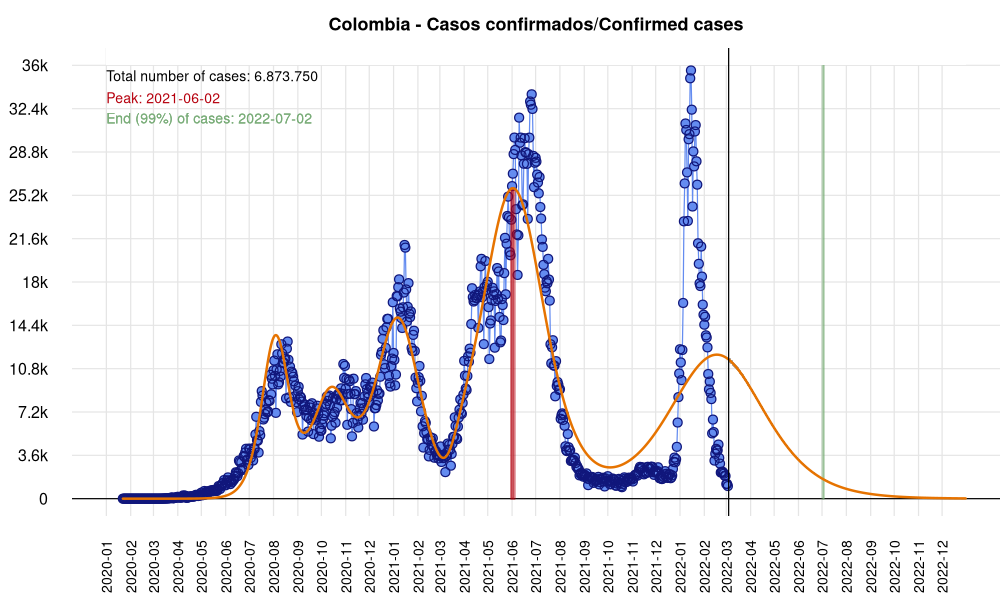 Colombia - Casos confirmados/Confirmed cases
Total number of cases: 6.873.750
Peak: 2021-06-02
End (99%) of cases: 2022-07-02
36k
32.4k
28.8k
25.2k
21.6k
18k
14.4k
10.8k
7.2k
3.6k
0
2020-01
2020-02
2020-03
2020-04
2020-05
2020-06
2020-07
2020-08
2020-09
2020-10
2020-11
2020-12
2021-01
2021-02
2021-03
2021-04
2021-05
2021-06
2021-07
2021-08
2021-09
2021-10
2021-11
2021-12
2022-01
2022-02
2022-03
2022-04
2022-05
2022-06
2022-07
2022-08
2022-09
2022-10
2022-11
2022-12